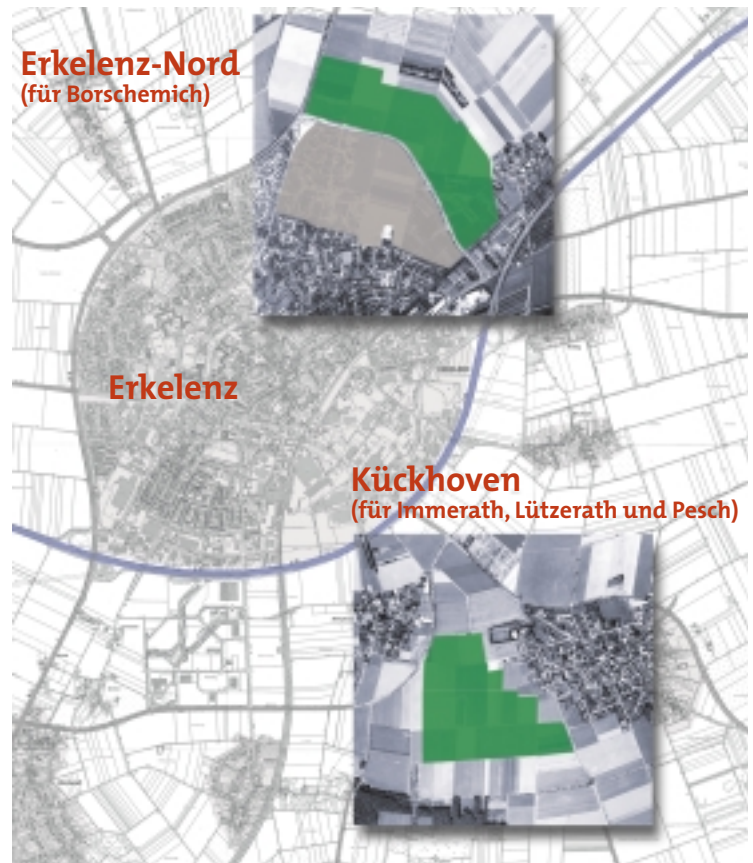 Erkelenz-Nord
(für Borschemich)
Erkelenz
Kückhoven
(für Immerath, Lützerath und Pesch)